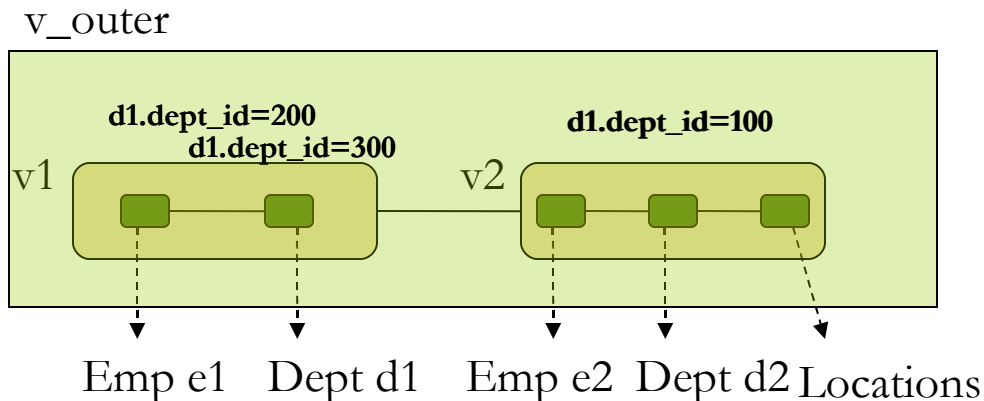 v_outer
d1.dept_id=200
d1.dept_id=300
d1.dept_id=100
v1
v2
Emp e1
Dept d1
Emp e2
Dept d2
Locations